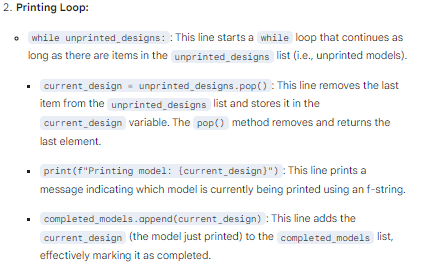 2. Printing Loop:
while unprinted_designs: : This line starts a while loop that continues as
long as there are items in the unprinted_designs list (i.e., unprinted models).
current_design = unprinted_designs.pop() : This line removes the last
item from the unprinted_designs list and stores it in the
current_design variable. The pop() method removes and returns the
last element.
print(f"Printing model: {current_design}") : This line prints a
message indicating which model is currently being printed using an f-string.
completed_models.append(current_design) : This line adds the
current_design (the model just printed) to the completed_models list,
effectively marking it as completed.